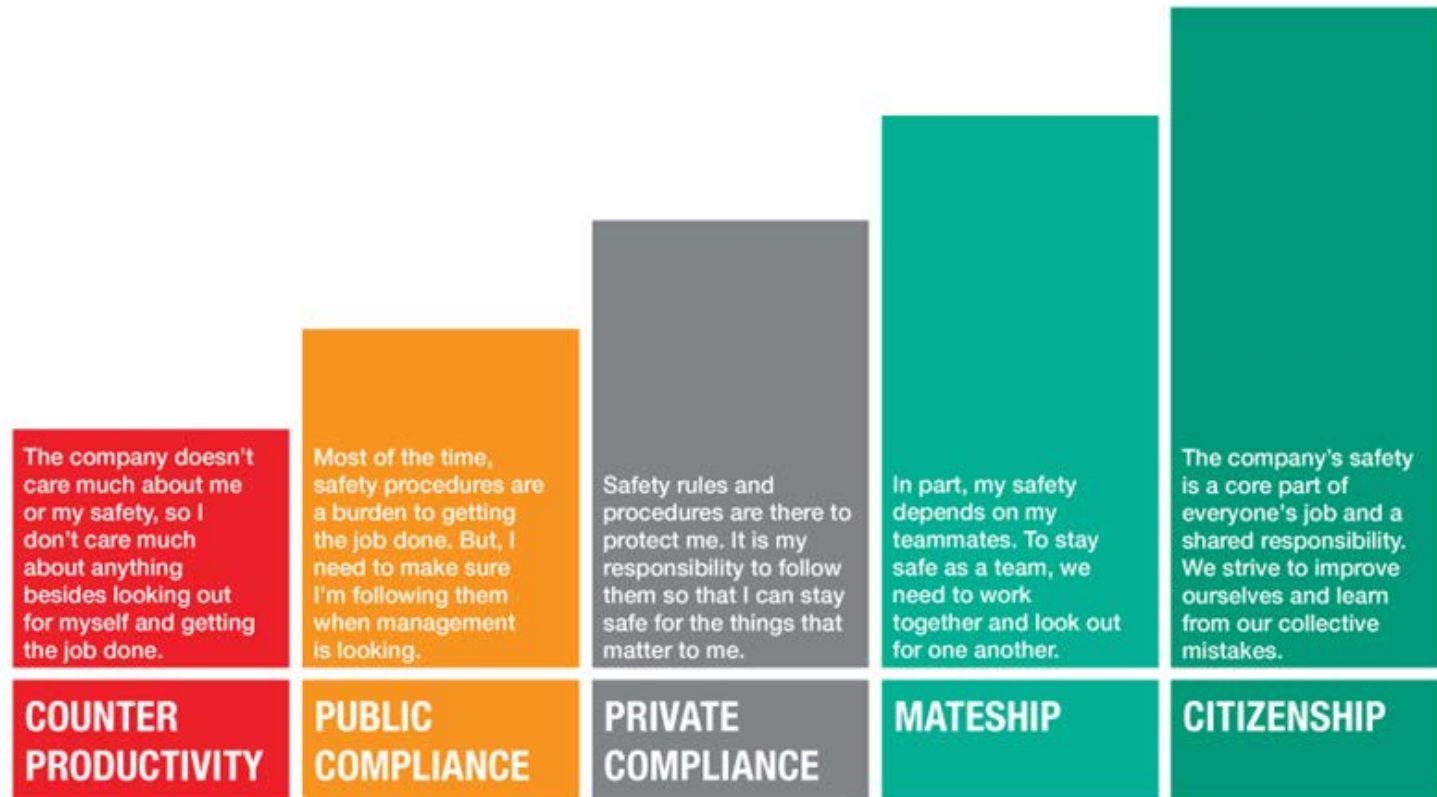 The company doesn't
care much about me
or my safety, so I
don't care much
about anything
besides looking out
for myself and getting
the job done.
COUNTER
PRODUCTIVITY
Most of the time,
safety procedures are
a burden to getting
the job done. But, I
need to make sure
I'm following them
when management
is looking.
PUBLIC
COMPLIANCE
Safety rules and
procedures are there to
protect me. It is my
responsibility to follow
them so that I can stay
safe for the things that
matter to me.
PRIVATE
COMPLIANCE
In part, my safety
depends on my
teammates. To stay
safe as a team, we
need to work
together and look out
for one another.
MATESHIP
The company's safety
is a core part of
everyone's job and a
shared responsibility.
We strive to improve
ourselves and learn
from our collective
mistakes.
CITIZENSHIP